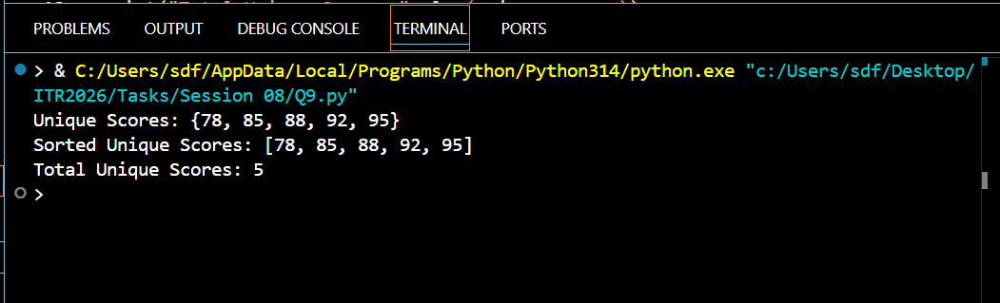 PROBLEMS OUTPUT DEBUG CONSOLE TERMINAL PORTS
> & C:/Users/sdf/AppData/Local/Programs/Python/Python314/python.exe "c:/Users/sdf/Desktop/
ITR2026/Tasks/Session 08/Q9.py"
Unique Scores: {78, 85, 88, 92, 95}
Sorted Unique Scores: [78, 85, 88, 92, 95]
Total Unique Scores: 5
>